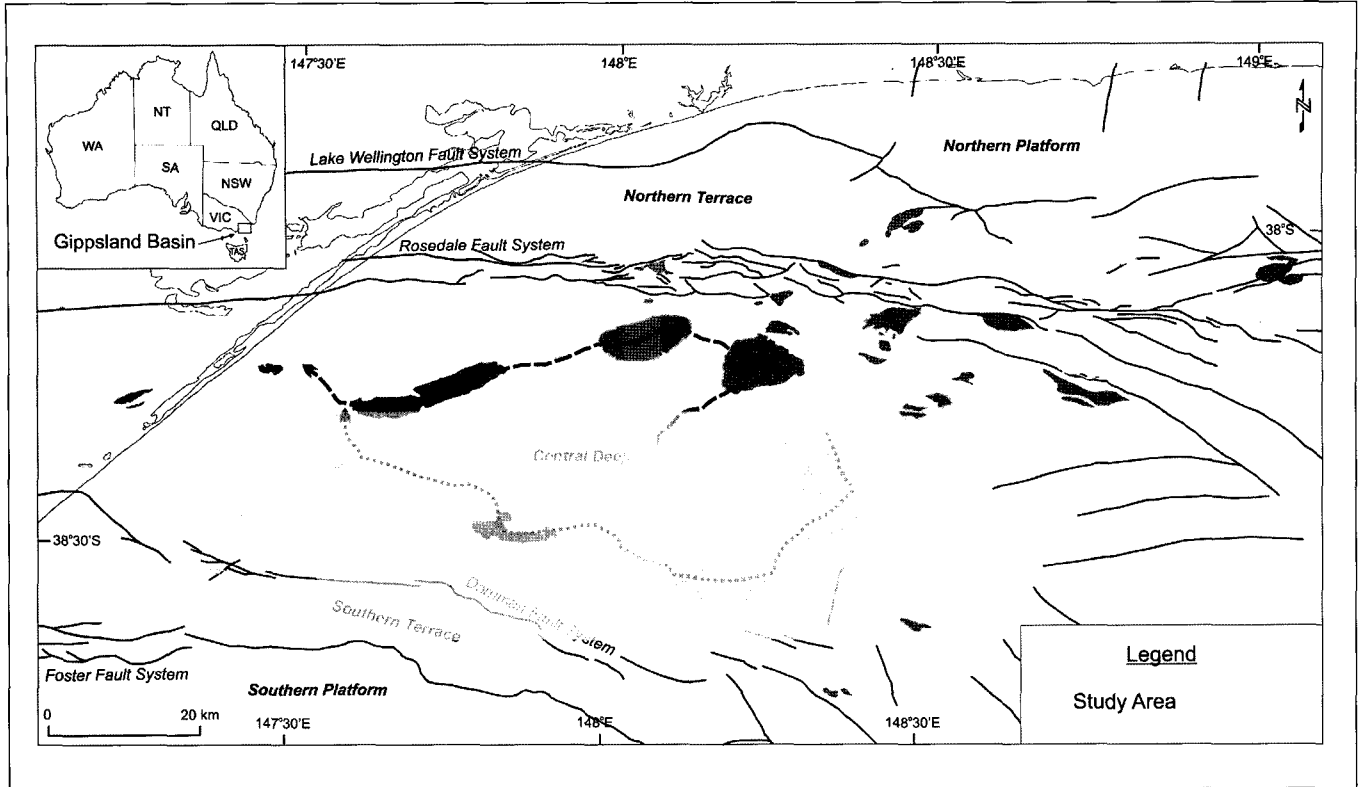 147°30'E
148°E
148°30'E
149°E
N
NT
WA
QLD
SA
NSW
VIC
TAS
Gippsland Basin
Lake Wellington Fault System
Northern Platform
Northern Terrace
38°S
Rosedale Fault System
Central Deep
38°30'S
Fault System
Southern Terrace
Foster Fault System
Southern Platform
0
20 km
147°30'E
148°E
148°30'E
Legend
Study Area